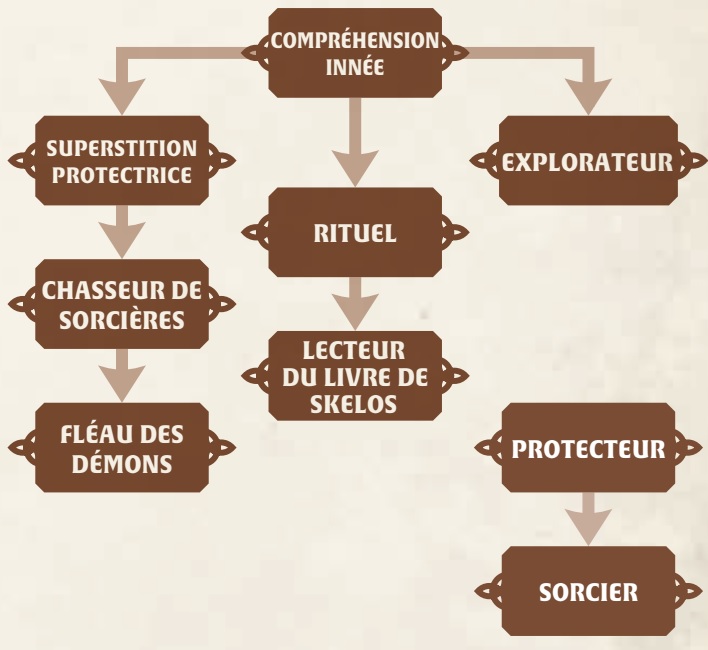 COMPRÉHENSION
INNÉE
SUPERSTITION
PROTECTRICE
EXPLORATEUR
RITUEL
CHASSEUR DE
SORCIÈRES
LECTEUR
DU LIVRE DE
SKELOS
FLÉAU DES
DÉMONS
PROTECTEUR
SORCIER